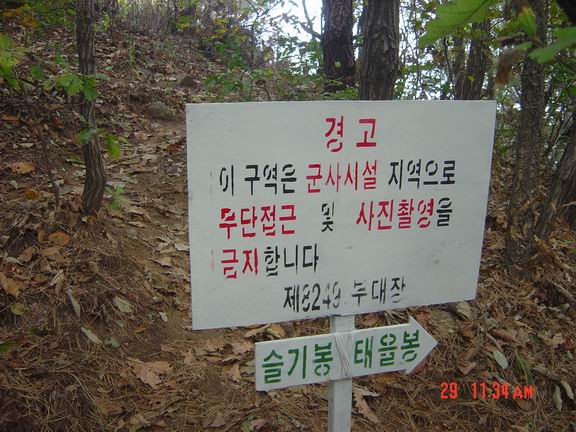 경고
이 구역은 군사시설 지역으로
무단접근 및 사진촬영을
금지합니다
제8249 부대장
슬기봉 태을봉
29 11:34 AM